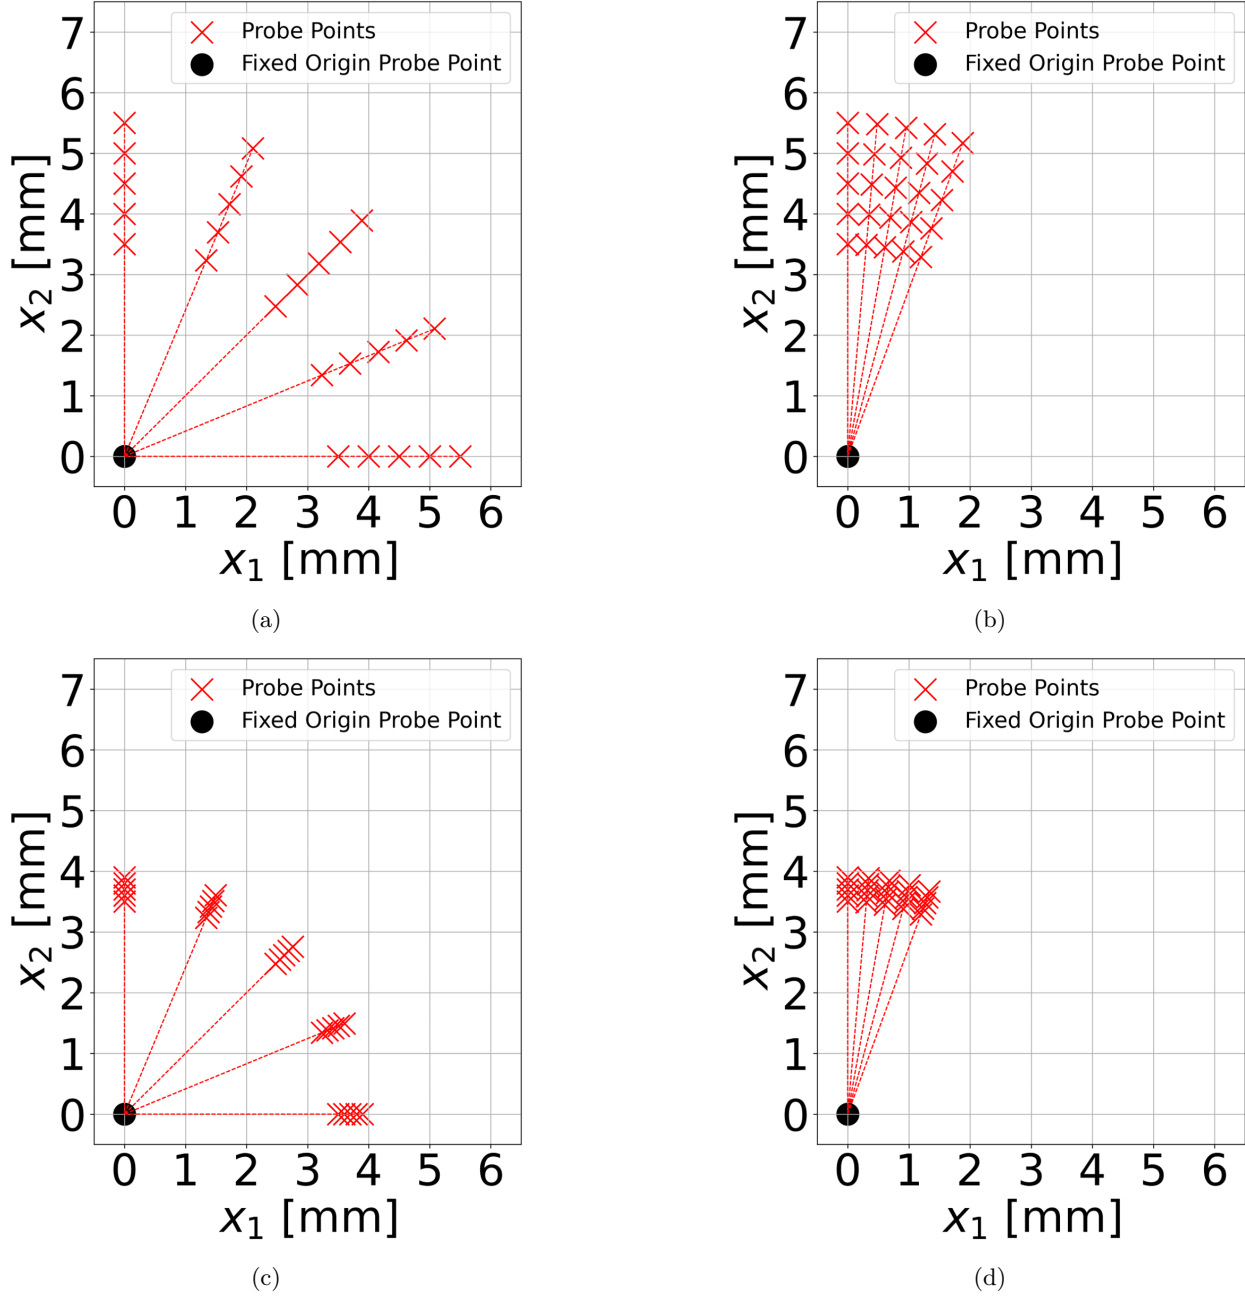 7
6
5
4
3
2
1
0
x₂ [mm]
Probe Points
Fixed Origin Probe Point
0 1 2 3 4 5 6
x₁ [mm]
(a)
7
6
5
4
3
2
1
0
x₂ [mm]
Probe Points
Fixed Origin Probe Point
0 1 2 3 4 5 6
x₁ [mm]
(b)
7
6
5
4
3
2
1
0
x₂ [mm]
Probe Points
Fixed Origin Probe Point
0 1 2 3 4 5 6
x₁ [mm]
(c)
7
6
5
4
3
2
1
0
x₂ [mm]
Probe Points
Fixed Origin Probe Point
0 1 2 3 4 5 6
x₁ [mm]
(d)